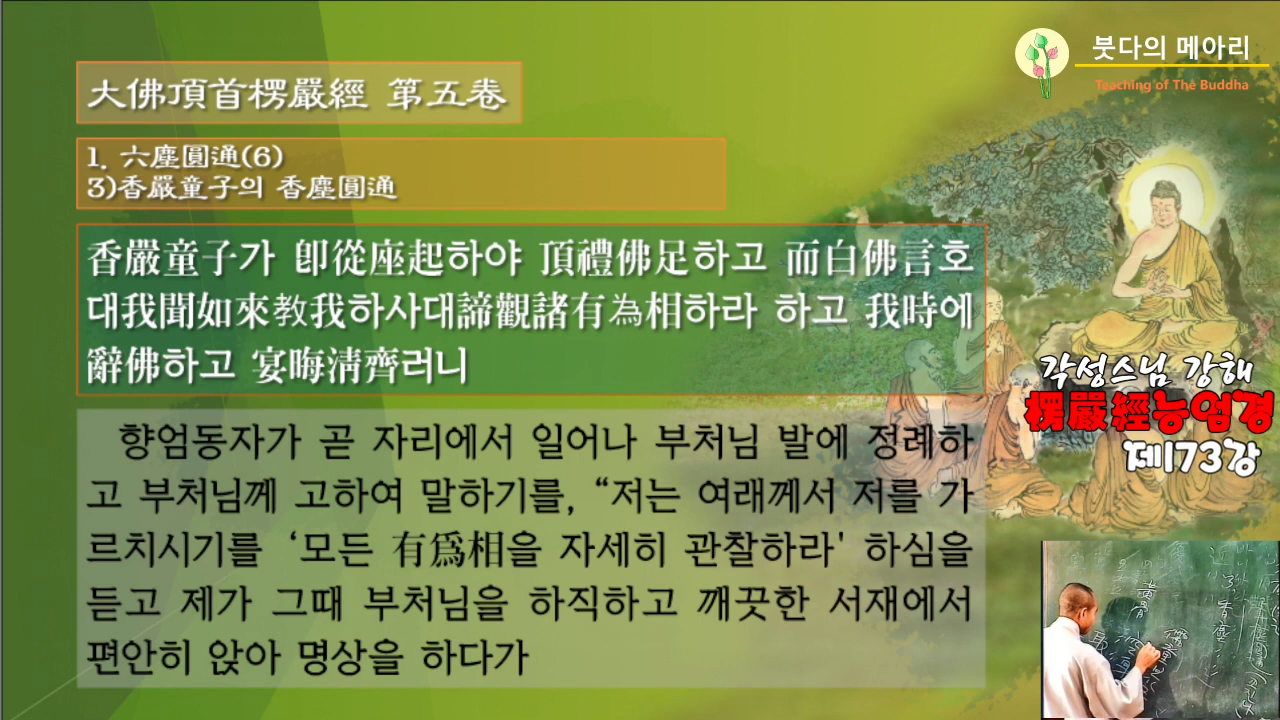 붓다의 메아리
Teaching of The Buddha
大佛頂首楞嚴經 第五卷
1. 六塵圓通(6)
3)香嚴童子의 香塵圓通
香嚴童子가 卽從座起하야 頂禮佛足하고 而白佛言호
대我聞如來教我하사대諦觀諸有為相하라 하고 我時에
辭佛하고 宴晦淸齊러니
향엄동자가 곧 자리에서 일어나 부처님 발에 정례하
고 부처님께 고하여 말하기를, “저는 여래께서 저를 가
르치시기를 ‘모든 有爲相을 자세히 관찰하라' 하심을
듣고 제가 그때 부처님을 하직하고 깨끗한 서재에서
편안히 앉아 명상을 하다가
각성스님 강해
楞嚴經능엄경
제173강
香塵